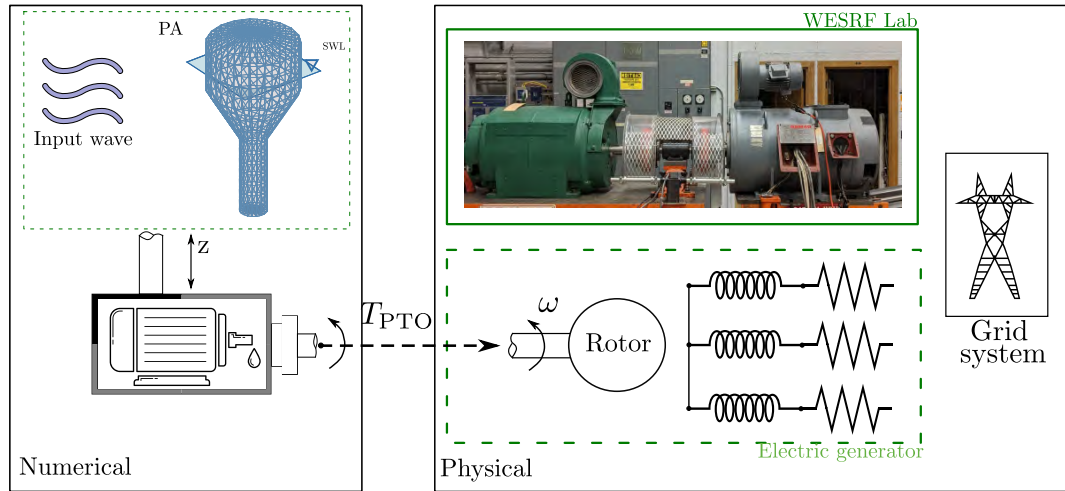 PA
SWL
Input wave
z
T_PTO
Numerical
WESRF Lab
ω
Rotor
Grid
system
Electric generator
Physical